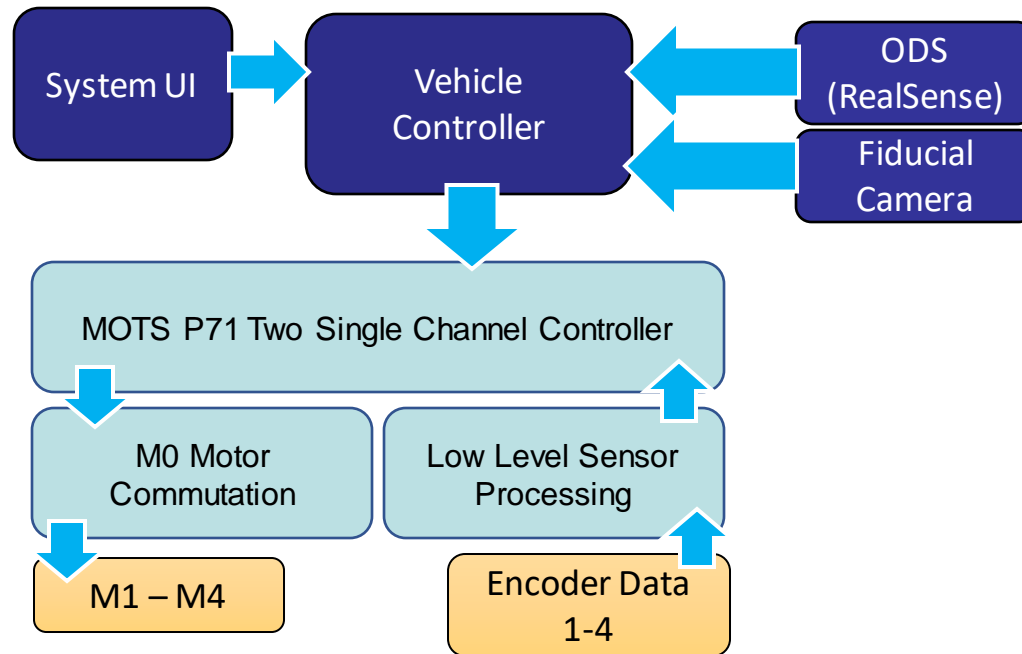 System UI
Vehicle
Controller
ODS
(RealSense)
Fiducial
Camera
MOTS P71 Two Single Channel Controller
M0 Motor
Commutation
Low Level Sensor
Processing
M1 – M4
Encoder Data
1-4